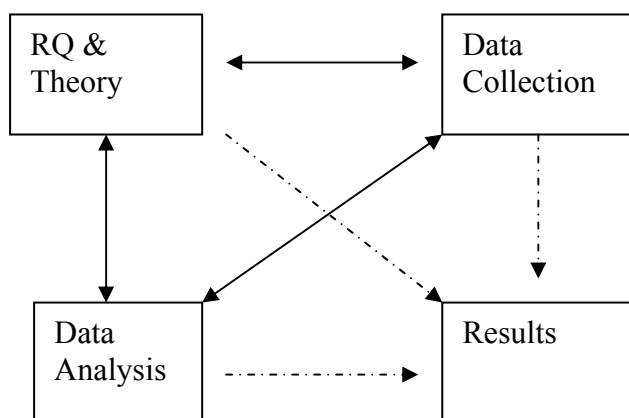 RQ &
Theory
Data
Collection
Data
Analysis
Results